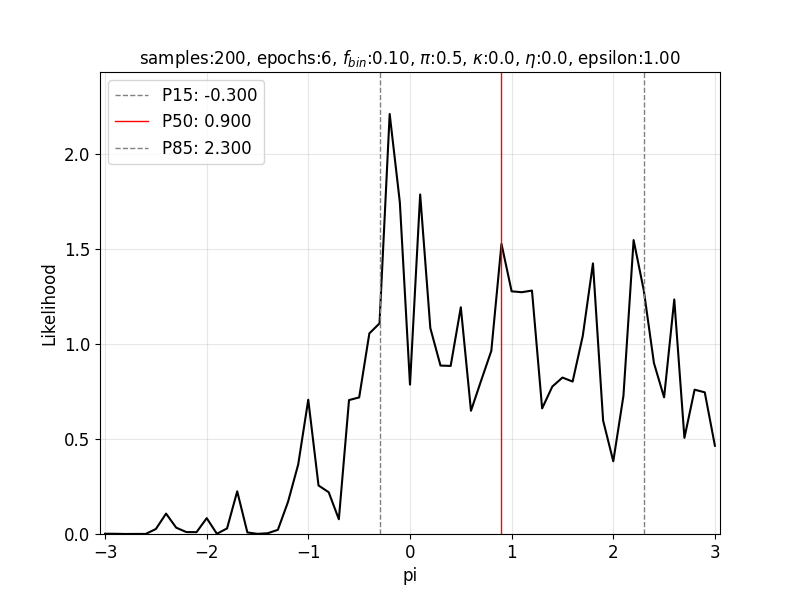 samples:200, epochs:6, f_bin:0.10, π:0.5, κ:0.0, η:0.0, epsilon:1.00
P15: -0.300
P50: 0.900
P85: 2.300
Likelihood
2.0
1.5
1.0
0.5
0.0
−3 −2 −1 0 1 2 3
pi